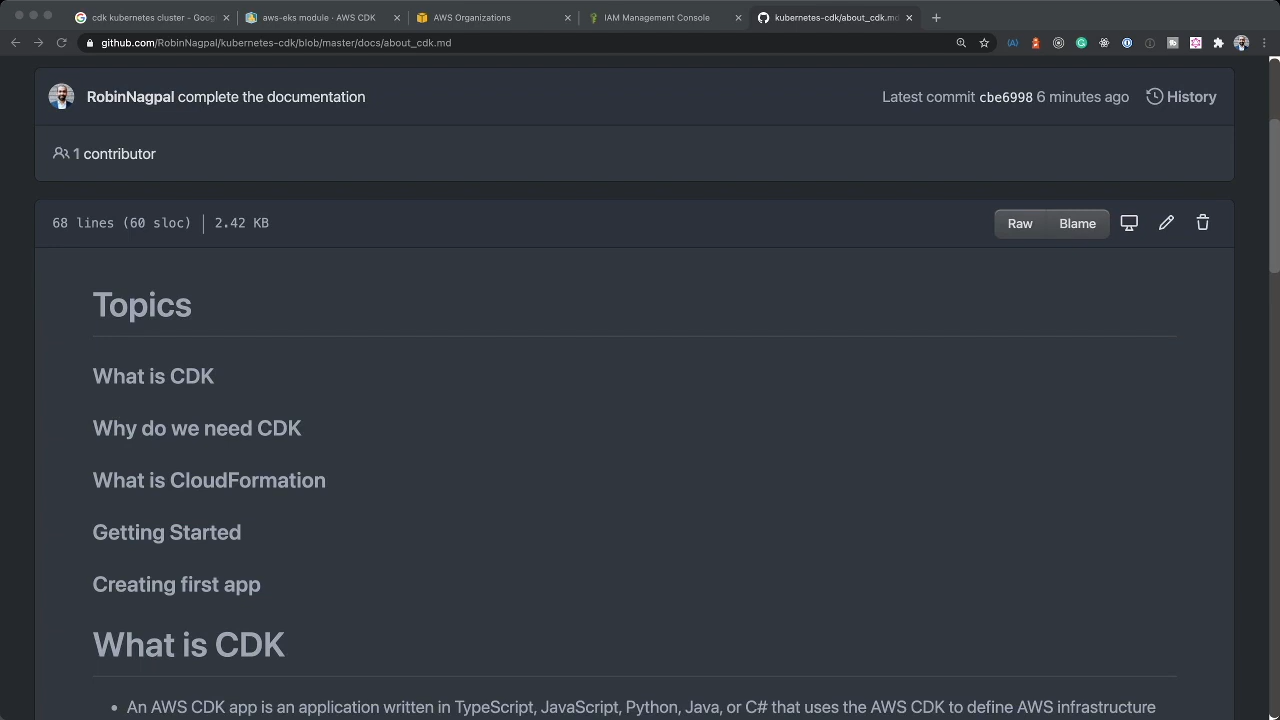 cdk kubernetes cluster - Goog
aws-eks module · AWS CDK
AWS Organizations
IAM Management Console
kubernetes-cdk/about_cdk.md
github.com/RobinNagpal/kubernetes-cdk/blob/master/docs/about_cdk.md
RobinNagpal complete the documentation
Latest commit cbe6998 6 minutes ago
History
1 contributor
68 lines (60 sloc) | 2.42 KB
Raw
Blame
Topics
What is CDK
Why do we need CDK
What is CloudFormation
Getting Started
Creating first app
What is CDK
• An AWS CDK app is an application written in TypeScript, JavaScript, Python, Java, or C# that uses the AWS CDK to define AWS infrastructure